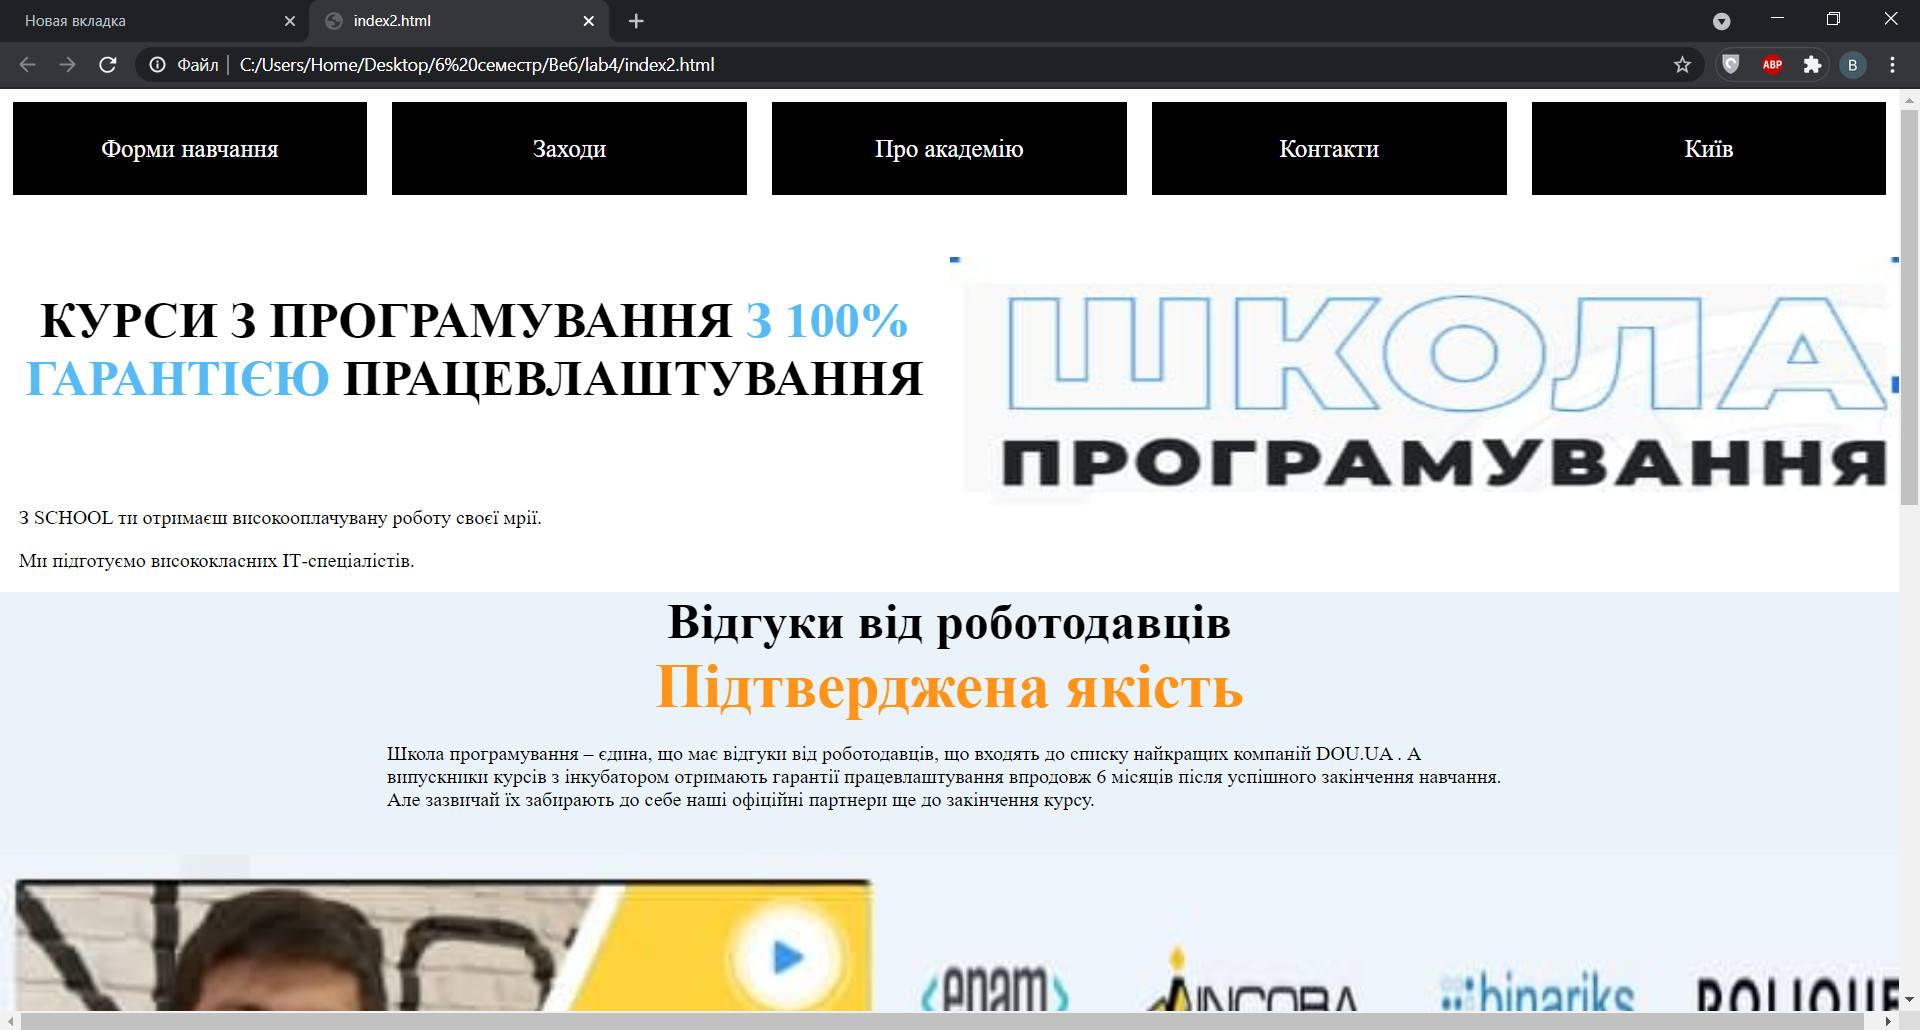 Новая вкладка
index2.html
Файл
C:/Users/Home/Desktop/6%20семестр/Веб/lab4/index2.html
ABP
B
Форми навчання
Заходи
Про академію
Контакти
Київ
КУРСИ З ПРОГРАМУВАННЯ З 100%
ГАРАНТІЄЮ ПРАЦЕВЛАШТУВАННЯ
ШКОЛА
ПРОГРАМУВАННЯ
З SCHOOL ти отримаєш високооплачувану роботу своєї мрії.
Ми підготуємо висококласних ІТ-спеціалістів.
Відгуки від роботодавців
Підтверджена якість
Школа програмування – єдина, що має відгуки від роботодавців, що входять до списку найкращих компаній DOU.UA . А
випускники курсів з інкубатором отримають гарантії працевлаштування впродовж 6 місяців після успішного закінчення навчання.
Але зазвичай їх забирають до себе наші офіційні партнери ще до закінчення курсу.
enam
INCOBA
binariks